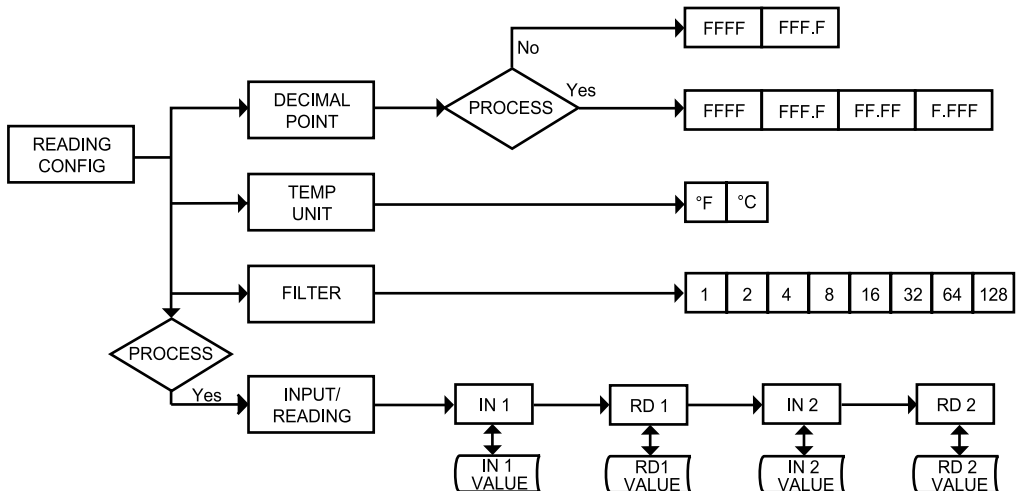 FFFF FFF.F
No
DECIMAL
POINT
PROCESS
Yes
FFFF FFF.F FF.FF F.FFF
READING
CONFIG
TEMP
UNIT
°F °C
FILTER
1 2 4 8 16 32 64 128
PROCESS
Yes
INPUT/
READING
IN 1 RD 1 IN 2 RD 2
IN 1
VALUE
RD1
VALUE
IN 2
VALUE
RD 2
VALUE